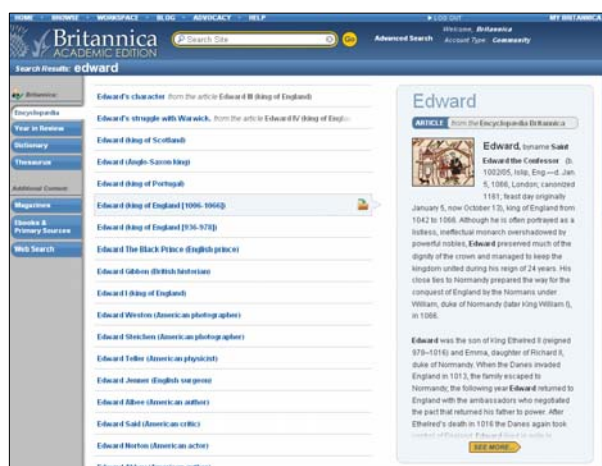 HOME BROWSE WORKSPACE BLOG ADVOCACY HELP
LOG OUT
MY BRITANNICA
Britannica
ACADEMIC EDITION
Search Site
Go
Advanced Search
Welcome, Britannica
Account Type: Community
Search Results: edward
Britannica:
Encyclopædia
Year in Review
Dictionary
Thesaurus
Additional Content
Magazines
Ebooks &
Primary Sources
Web Search
Edward's character from the article Edward III (king of England)
Edward's struggle with Warwick. from the article Edward IV (king of Engla
Edward (king of Scotland)
Edward (Anglo-Saxon king)
Edward (king of Portugal)
Edward (king of England [1006-1066])
Edward (king of England [936-978])
Edward The Black Prince (English prince)
Edward Gibbon (British historian)
Edward I (king of England)
Edward Weston (American photographer)
Edward Steichen (American photographer)
Edward Teller (American physicist)
Edward Jenner (English surgeon)
Edward Albee (American author)
Edward Said (American critic)
Edward Norton (American actor)
Edward
ARTICLE from the Encyclopædia Britannica
Edward, byname Saint
Edward the Confessor (b.
1002/05, Islip, Eng.—d. Jan.
5, 1066, London; canonized
1161; feast day originally
January 5, now October 13), king of England from
1042 to 1066. Although he is often portrayed as a
listless, ineffectual monarch overshadowed by
powerful nobles, Edward preserved much of the
dignity of the crown and managed to keep the
kingdom united during his reign of 24 years. His
close ties to Normandy prepared the way for the
conquest of England by the Normans under
William, duke of Normandy (later King William I),
in 1066.
Edward was the son of King Ethelred II (reigned
978–1016) and Emma, daughter of Richard II,
duke of Normandy. When the Danes invaded
England in 1013, the family escaped to
Normandy; the following year Edward returned to
England with the ambassadors who negotiated
the pact that returned his father to power. After
Ethelred's death in 1016 the Danes again took
control of England. Edward lived in exile in
SEE MORE...